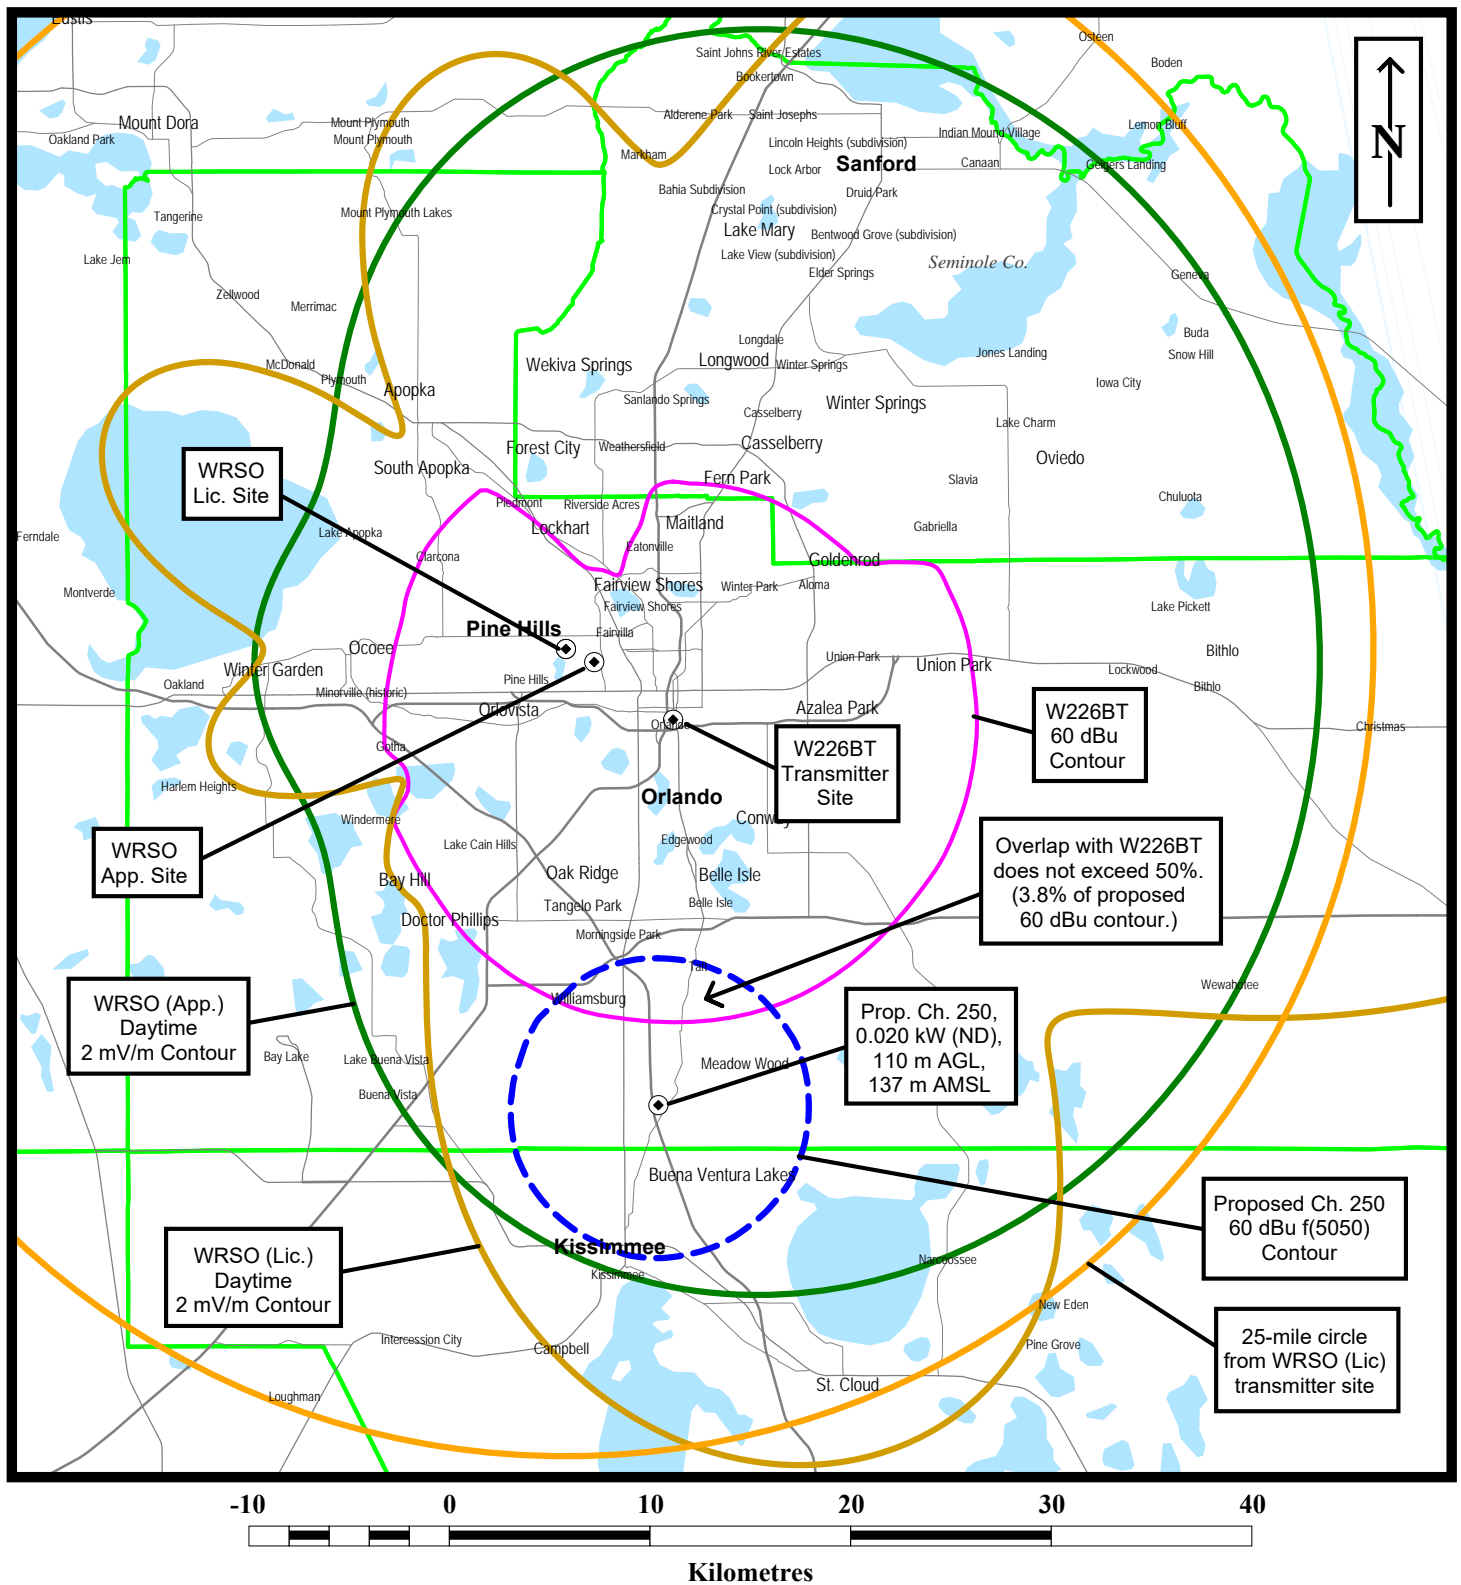 Eustis
Osteen
Saint Johns River Estates
Boden
Bookertown
N
Mount Dora
Mount Plymouth
Alderene Park
Saint Josephs
Lemon Bluff
Oakland Park
Mount Plymouth
Lincoln Heights (subdivision)
Indian Mound Village
Markham
Lock Arbor
Sanford
Canaan
Geigers Landing
Bahia Subdivision
Druid Park
Tangerine
Mount Plymouth Lakes
Crystal Point (subdivision)
Lake Mary
Bentwood Grove (subdivision)
Lake Jem
Lake View (subdivision)
Seminole Co.
Elder Springs
Geneva
Zellwood
Merrimac
Longdale
Buda
McDonald
Wekiva Springs
Longwood
Winter Springs
Jones Landing
Snow Hill
Plymouth
Apopka
Iowa City
Sanlando Springs
Winter Springs
Casselberry
Lake Charm
Forest City
Weathersfield
Casselberry
Oviedo
WRSO
Lic. Site
South Apopka
Fern Park
Slavia
Piedmont
Riverside Acres
Chuluota
Lake Apopka
Lockhart
Maitland
Gabriella
Ferndale
Clarcona
Eatonville
Goldenrod
Montverde
Fairview Shores
Winter Park
Aloma
Fairview Shores
Lake Pickett
Pine Hills
Fairvilla
Ocoee
Union Park
Union Park
Bithlo
Winter Garden
Lockwood
Oakland
Minorville (historic)
Pine Hills
Bithlo
Orlovista
Azalea Park
W226BT
60 dBu
Contour
Orlando
Christmas
Gotha
W226BT
Transmitter
Site
Harlem Heights
Orlando
Windermere
Conway
Lake Cain Hills
Edgewood
WRSO
App. Site
Overlap with W226BT
does not exceed 50%.
(3.8% of proposed
60 dBu contour.)
Bay Hill
Oak Ridge
Belle Isle
Tangelo Park
Belle Isle
Doctor Phillips
Morningside Park
Taft
Wewahotee
Williamsburg
WRSO (App.)
Daytime
2 mV/m Contour
Prop. Ch. 250,
0.020 kW (ND),
110 m AGL,
137 m AMSL
Bay Lake
Lake Buena Vista
Meadow Wood
Buena Vista
Buena Ventura Lakes
Proposed Ch. 250
60 dBu f(5050)
Contour
WRSO (Lic.)
Daytime
2 mV/m Contour
Kissimmee
Narcoossee
Kissimmee
New Eden
Intercession City
Campbell
Pine Grove
25-mile circle
from WRSO (Lic)
transmitter site
Loughman
St. Cloud
-10 0 10 20 30 40
Kilometres